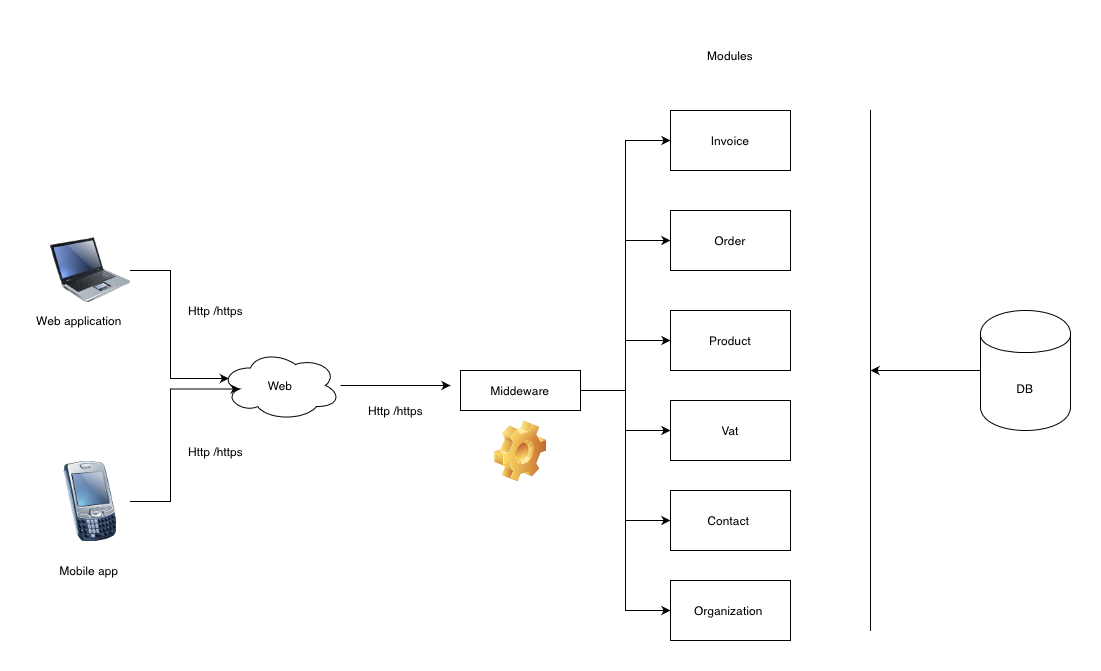 Modules
Invoice
Order
Web application
Http /https
Product
Web
Middeware
Http /https
DB
Vat
Http /https
Contact
Mobile app
Organization